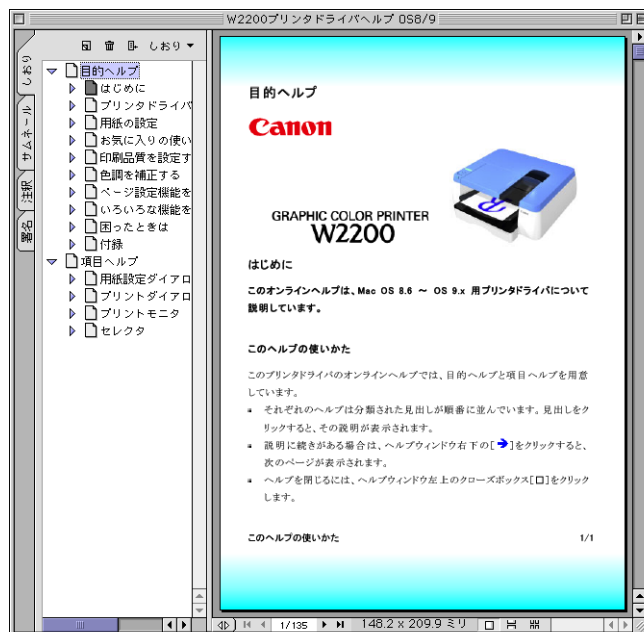 W2200プリンタドライバヘルプ OS8/9
しおり
サムネール
注釈
署名
しおり
目的ヘルプ
はじめに
プリンタドライバ
用紙の設定
お気に入りの使い
印刷品質を設定す
色調を補正する
ページ設定機能を
いろいろな機能を
困ったときは
付録
項目ヘルプ
用紙設定ダイアロ
プリントダイアロ
プリントモニタ
セレクタ
目的ヘルプ
Canon
GRAPHIC COLOR PRINTER
W2200
はじめに
このオンラインヘルプは、Mac OS 8.6 ～ OS 9.x 用プリンタドライバについて
説明しています。
このヘルプの使いかた
このプリンタドライバのオンラインヘルプでは、目的ヘルプと項目ヘルプを用意
しています。
それぞれのヘルプは分類された見出しが順番に並んでいます。見出しをク
リックすると、その説明が表示されます。
説明に続きがある場合は、ヘルプウィンドウ右下の[➔]をクリックすると、
次のページが表示されます。
ヘルプを閉じるには、ヘルプウィンドウ左上のクローズボックス[□]をクリック
します。
このヘルプの使いかた 1/1
1/135 148.2 x 209.9 ミリ